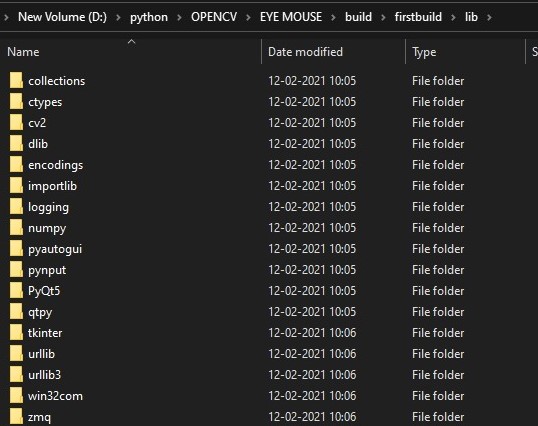 New Volume (D:) > python > OPENCV > EYE MOUSE > build > firstbuild > lib >
Name Date modified Type S
collections 12-02-2021 10:05 File folder
ctypes 12-02-2021 10:05 File folder
cv2 12-02-2021 10:05 File folder
dlib 12-02-2021 10:05 File folder
encodings 12-02-2021 10:05 File folder
importlib 12-02-2021 10:05 File folder
logging 12-02-2021 10:05 File folder
numpy 12-02-2021 10:05 File folder
pyautogui 12-02-2021 10:05 File folder
pynput 12-02-2021 10:05 File folder
PyQt5 12-02-2021 10:05 File folder
qtpy 12-02-2021 10:05 File folder
tkinter 12-02-2021 10:06 File folder
urllib 12-02-2021 10:06 File folder
urllib3 12-02-2021 10:06 File folder
win32com 12-02-2021 10:06 File folder
zmq 12-02-2021 10:06 File folder